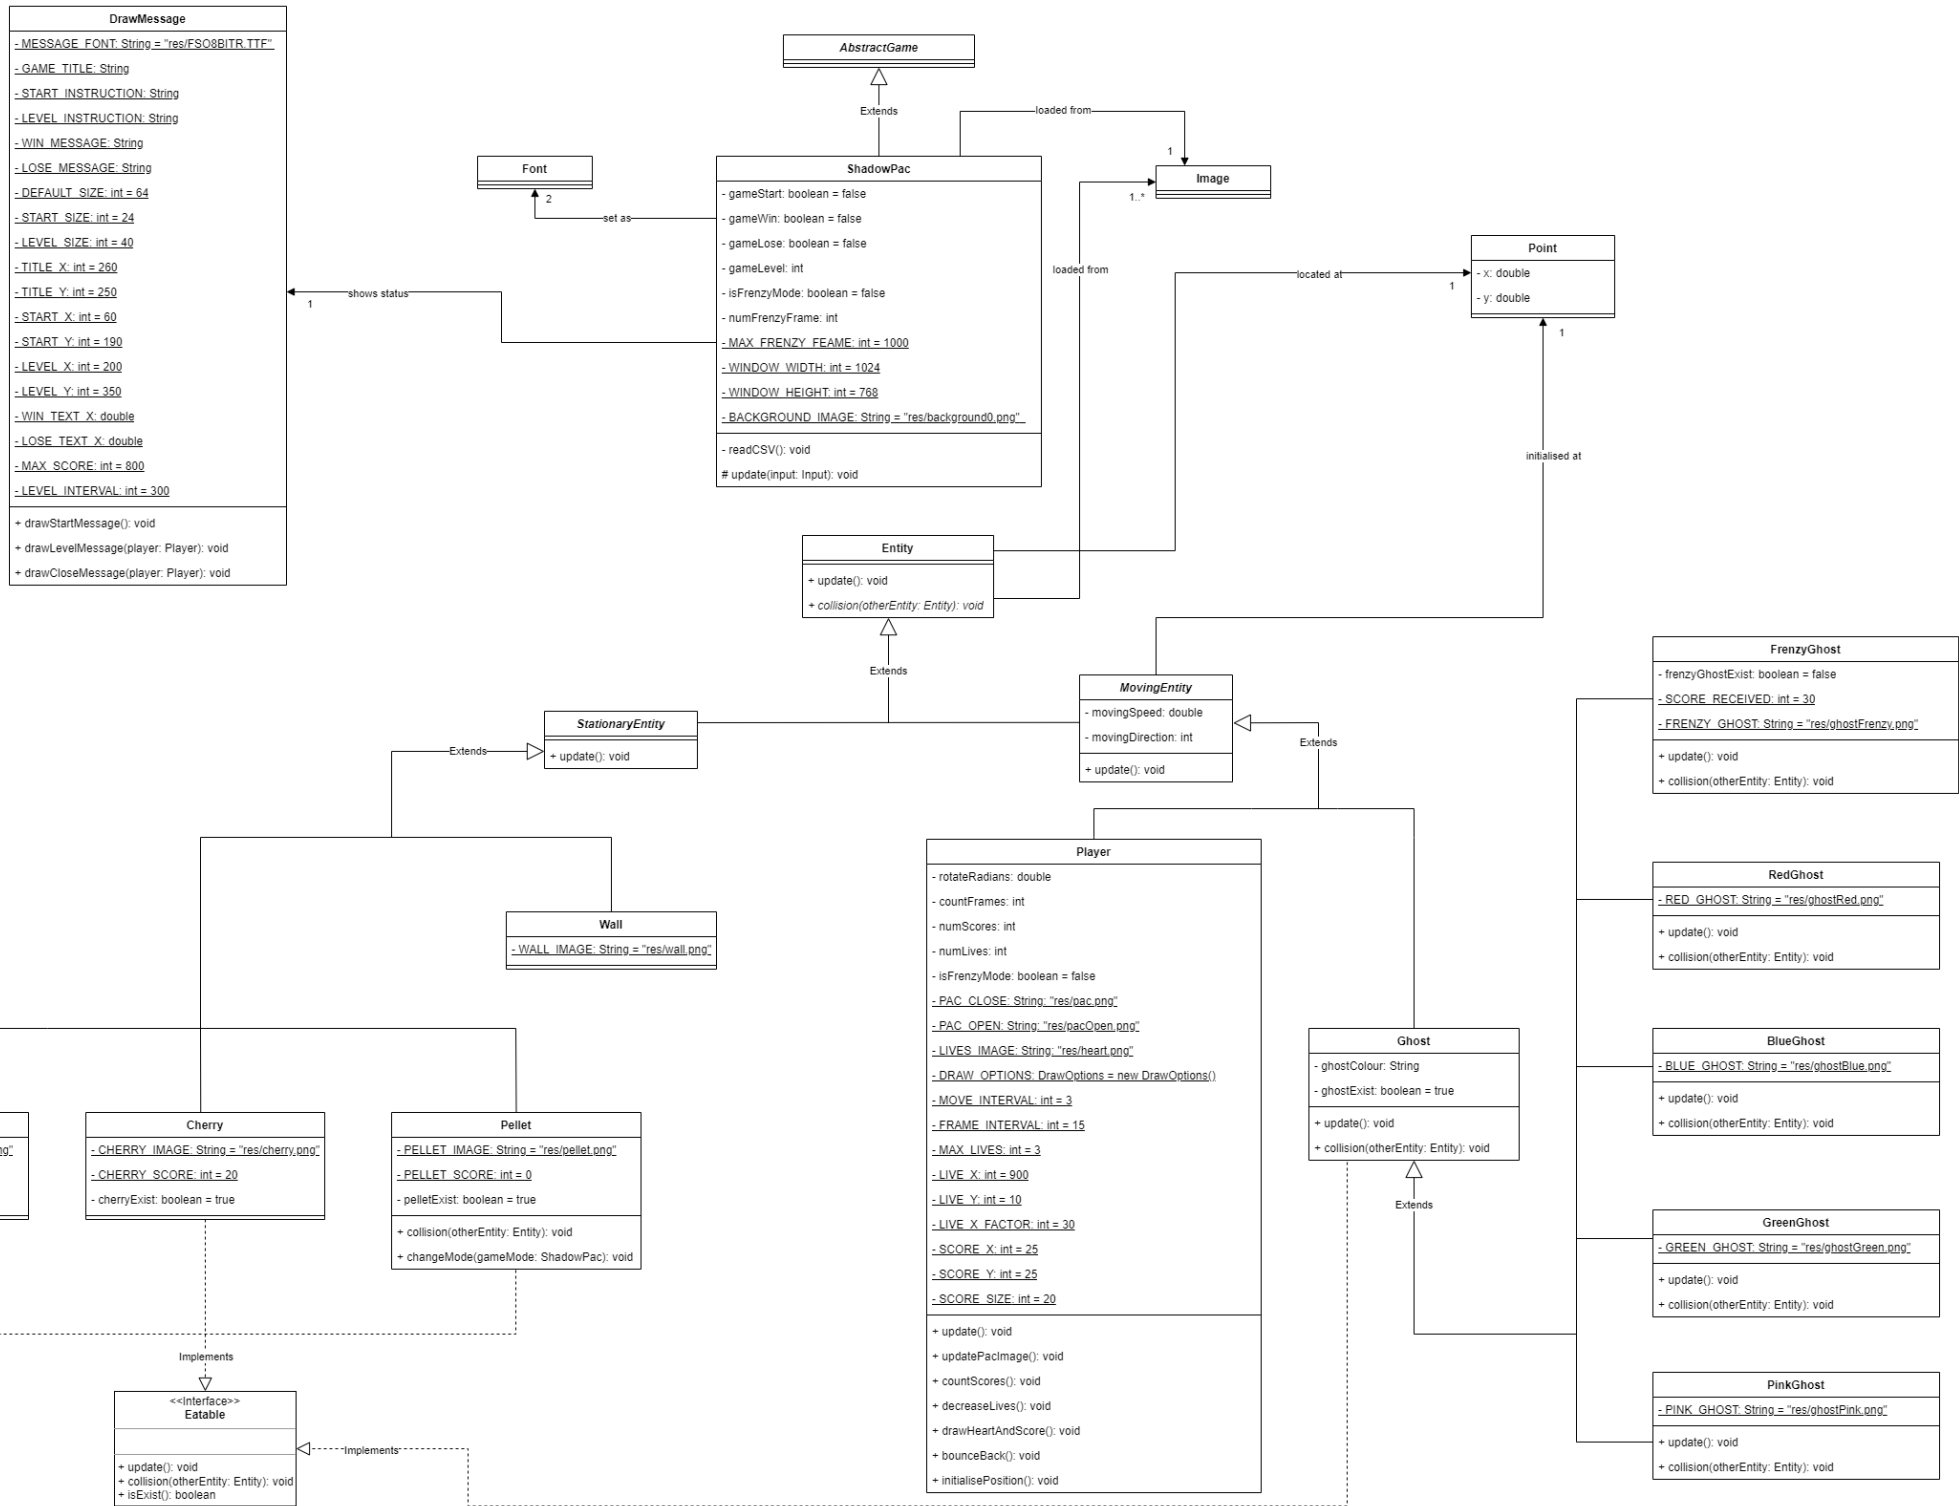 DrawMessage
- MESSAGE_FONT: String = "res/FSO8BITR.TTF"
- GAME_TITLE: String
- START_INSTRUCTION: String
- LEVEL_INSTRUCTION: String
- WIN_MESSAGE: String
- LOSE_MESSAGE: String
- DEFAULT_SIZE: int = 64
- START_SIZE: int = 24
- LEVEL_SIZE: int = 40
- TITLE_X: int = 260
- TITLE_Y: int = 250
- START_X: int = 60
- START_Y: int = 190
- LEVEL_X: int = 200
- LEVEL_Y: int = 350
- WIN_TEXT_X: double
- LOSE_TEXT_X: double
- MAX_SCORE: int = 800
- LEVEL_INTERVAL: int = 300
+ drawStartMessage(): void
+ drawLevelMessage(player: Player): void
+ drawCloseMessage(player: Player): void
AbstractGame
Extends
loaded from
1
Font
2
set as
shows status
1
ShadowPac
- gameStart: boolean = false
- gameWin: boolean = false
- gameLose: boolean = false
- gameLevel: int
- isFrenzyMode: boolean = false
- numFrenzyFrame: int
- MAX_FRENZY_FEAME: int = 1000
- WINDOW_WIDTH: int = 1024
- WINDOW_HEIGHT: int = 768
- BACKGROUND_IMAGE: String = "res/background0.png"
- readCSV(): void
# update(input: Input): void
Image
1..*
loaded from
located at
1
Point
- x: double
- y: double
1
initialised at
Entity
+ update(): void
+ collision(otherEntity: Entity): void
Extends
StationaryEntity
+ update(): void
Extends
MovingEntity
- movingSpeed: double
- movingDirection: int
+ update(): void
Extends
Wall
- WALL_IMAGE: String = "res/wall.png"
Player
- rotateRadians: double
- countFrames: int
- numScores: int
- numLives: int
- isFrenzyMode: boolean = false
- PAC_CLOSE: String: "res/pac.png"
- PAC_OPEN: String: "res/pacOpen.png"
- LIVES_IMAGE: String: "res/heart.png"
- DRAW_OPTIONS: DrawOptions = new DrawOptions()
- MOVE_INTERVAL: int = 3
- FRAME_INTERVAL: int = 15
- MAX_LIVES: int = 3
- LIVE_X: int = 900
- LIVE_Y: int = 10
- LIVE_X_FACTOR: int = 30
- SCORE_X: int = 25
- SCORE_Y: int = 25
- SCORE_SIZE: int = 20
+ update(): void
+ updatePacImage(): void
+ countScores(): void
+ decreaseLives(): void
+ drawHeartAndScore(): void
+ bounceBack(): void
+ initialisePosition(): void
Ghost
- ghostColour: String
- ghostExist: boolean = true
+ update(): void
+ collision(otherEntity: Entity): void
Extends
FrenzyGhost
- frenzyGhostExist: boolean = false
- SCORE_RECEIVED: int = 30
- FRENZY_GHOST: String = "res/ghostFrenzy.png"
+ update(): void
+ collision(otherEntity: Entity): void
RedGhost
- RED_GHOST: String = "res/ghostRed.png"
+ update(): void
+ collision(otherEntity: Entity): void
BlueGhost
- BLUE_GHOST: String = "res/ghostBlue.png"
+ update(): void
+ collision(otherEntity: Entity): void
GreenGhost
- GREEN_GHOST: String = "res/ghostGreen.png"
+ update(): void
+ collision(otherEntity: Entity): void
PinkGhost
- PINK_GHOST: String = "res/ghostPink.png"
+ update(): void
+ collision(otherEntity: Entity): void
Cherry
- CHERRY_IMAGE: String = "res/cherry.png"
- CHERRY_SCORE: int = 20
- cherryExist: boolean = true
Pellet
- PELLET_IMAGE: String = "res/pellet.png"
- PELLET_SCORE: int = 0
- pelletExist: boolean = true
+ collision(otherEntity: Entity): void
+ changeMode(gameMode: ShadowPac): void
Implements
<<Interface>>
Eatable
+ update(): void
+ collision(otherEntity: Entity): void
+ isExist(): boolean
Implements